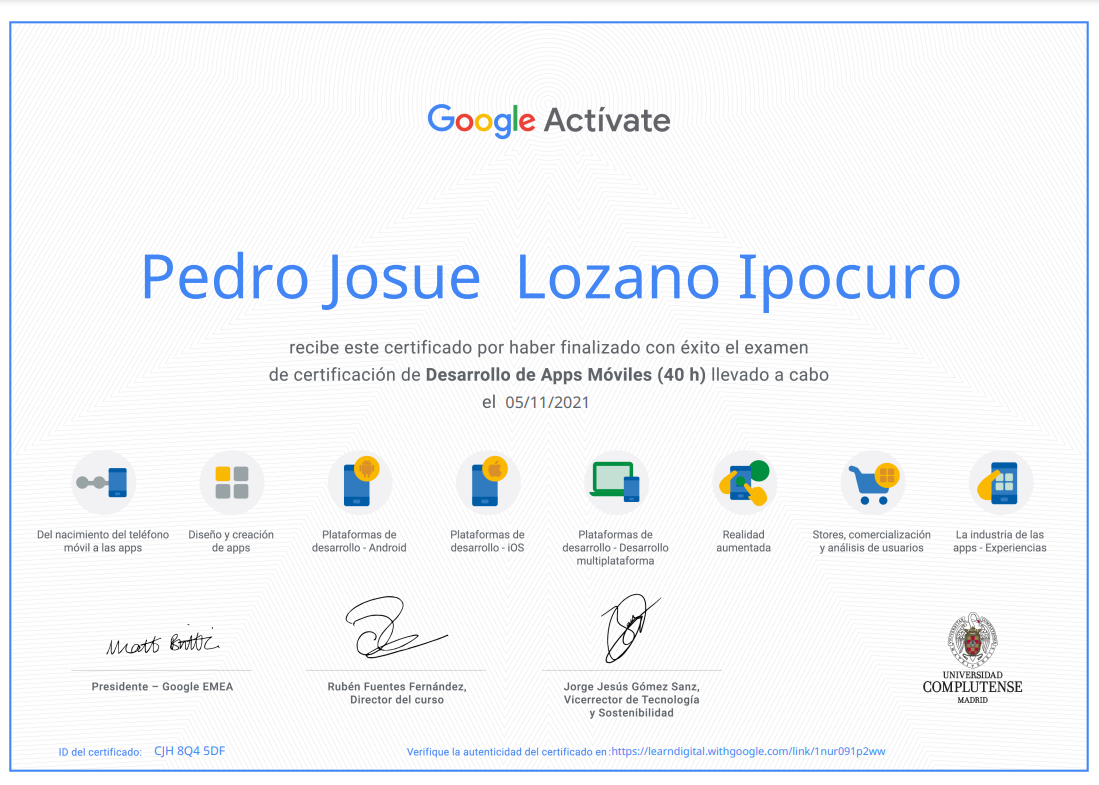 Google Actívate
Pedro Josue Lozano Ipocuro
recibe este certificado por haber finalizado con éxito el examen
de certificación de Desarrollo de Apps Móviles (40 h) llevado a cabo
el 05/11/2021
Del nacimiento del teléfono
móvil a las apps
Diseño y creación
de apps
Plataformas de
desarrollo - Android
Plataformas de
desarrollo - iOS
Plataformas de
desarrollo - Desarrollo
multiplataforma
Realidad
aumentada
Stores, comercialización
y análisis de usuarios
La industria de las
apps - Experiencias
Matt Brittin
Presidente – Google EMEA
Rubén Fuentes Fernández,
Director del curso
Jorge Jesús Gómez Sanz,
Vicerrector de Tecnología
y Sostenibilidad
UNIVERSIDAD
COMPLUTENSE
MADRID
ID del certificado: CJH 8Q4 5DF
Verifique la autenticidad del certificado en:https://learndigital.withgoogle.com/link/1nur091p2ww